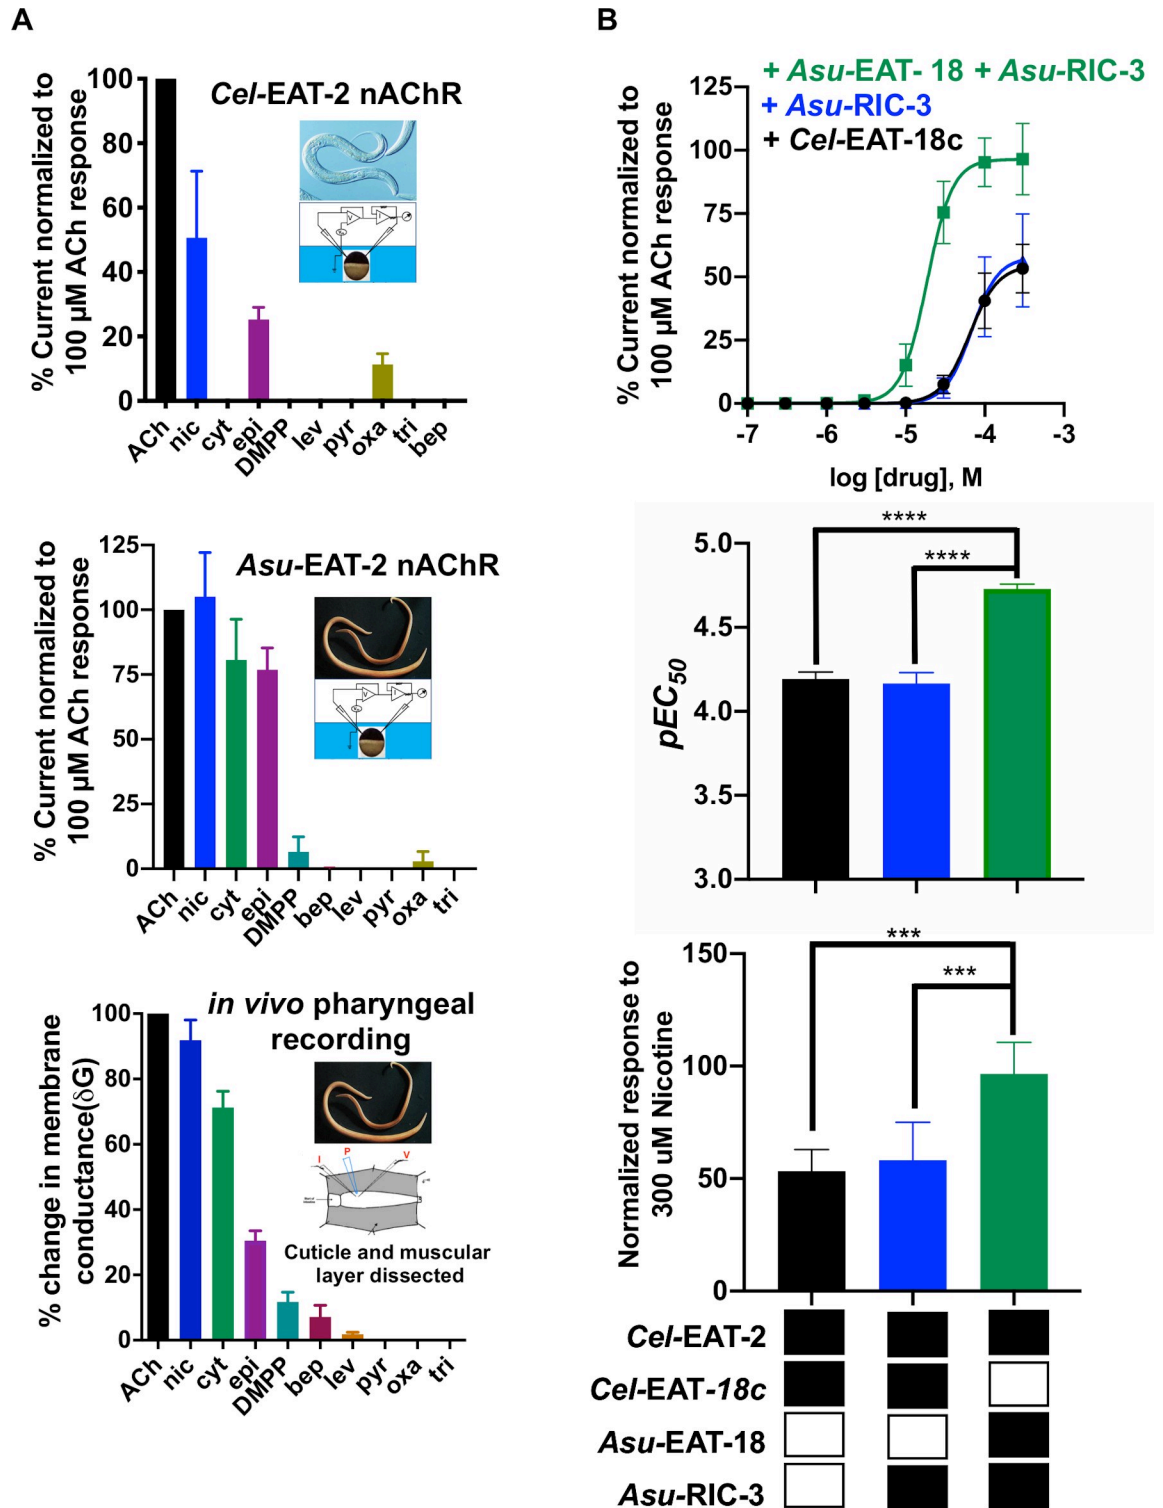 A
% Current normalized to
100 µM ACh response
100
80
60
40
20
0
Cel-EAT-2 nAChR
ACh
nic
cyt
epi
DMPP
lev
pyr
oxa
tri
bep
% Current normalized to
100 µM ACh response
125
100
75
50
25
0
Asu-EAT-2 nAChR
ACh
nic
cyt
epi
DMPP
bep
lev
pyr
oxa
tri
% change in membrane
conductance(δG)
100
80
60
40
20
0
in vivo pharyngeal
recording
I
P
V
Cuticle and muscular
layer dissected
ACh
nic
cyt
epi
DMPP
bep
lev
pyr
oxa
tri
B
+ Asu-EAT- 18 + Asu-RIC-3
+ Asu-RIC-3
+ Cel-EAT-18c
% Current normalized to
100 µM ACh response
125
100
75
50
25
0
-7
-6
-5
-4
-3
log [drug], M
****
****
pEC50
5.0
4.5
4.0
3.5
3.0
***
***
Normalized response to
300 uM Nicotine
150
100
50
0
Cel-EAT-2
Cel-EAT-18c
Asu-EAT-18
Asu-RIC-3